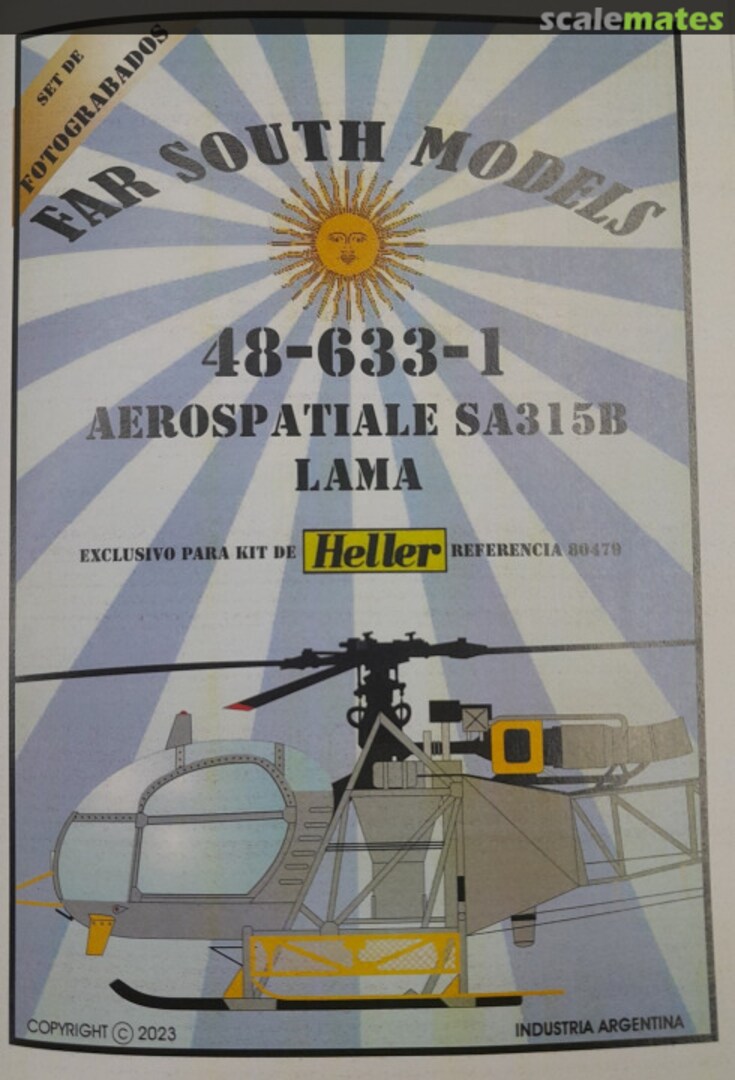 scalemates
SET DE
FOTOGRABADOS
FAR SOUTH MODELS
48-633-1
AEROSPATIALE SA315B
LAMA
EXCLUSIVO PARA KIT DE Heller REFERENCIA 80479
COPYRIGHT © 2023
INDUSTRIA ARGENTINA